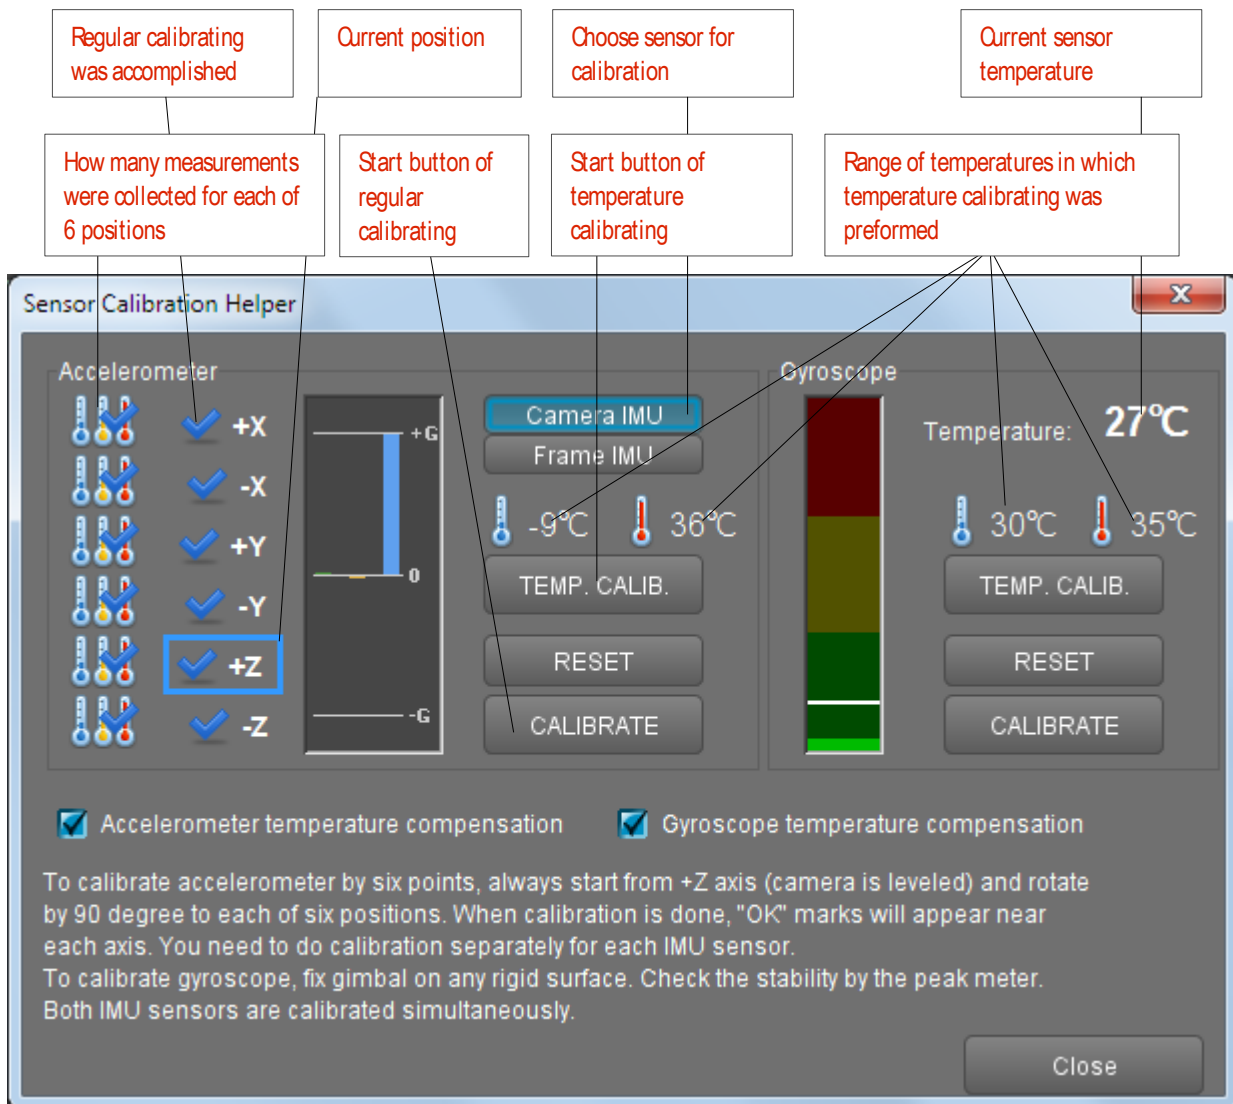 Regular calibrating
was accomplished
Current position
Choose sensor for
calibration
Current sensor
temperature
How many measurements
were collected for each of
6 positions
Start button of
regular
calibrating
Start button of
temperature
calibrating
Range of temperatures in which
temperature calibrating was
preformed
Sensor Calibration Helper
x
Accelerometer
+X
-X
+Y
-Y
+Z
-Z
+G
0
-G
Camera IMU
Frame IMU
-9°C
36°C
TEMP. CALIB.
RESET
CALIBRATE
Gyroscope
Temperature:
27°C
30°C
35°C
TEMP. CALIB.
RESET
CALIBRATE
Accelerometer temperature compensation
Gyroscope temperature compensation
To calibrate accelerometer by six points, always start from +Z axis (camera is leveled) and rotate
by 90 degree to each of six positions. When calibration is done, "OK" marks will appear near
each axis. You need to do calibration separately for each IMU sensor.
To calibrate gyroscope, fix gimbal on any rigid surface. Check the stability by the peak meter.
Both IMU sensors are calibrated simultaneously.
Close